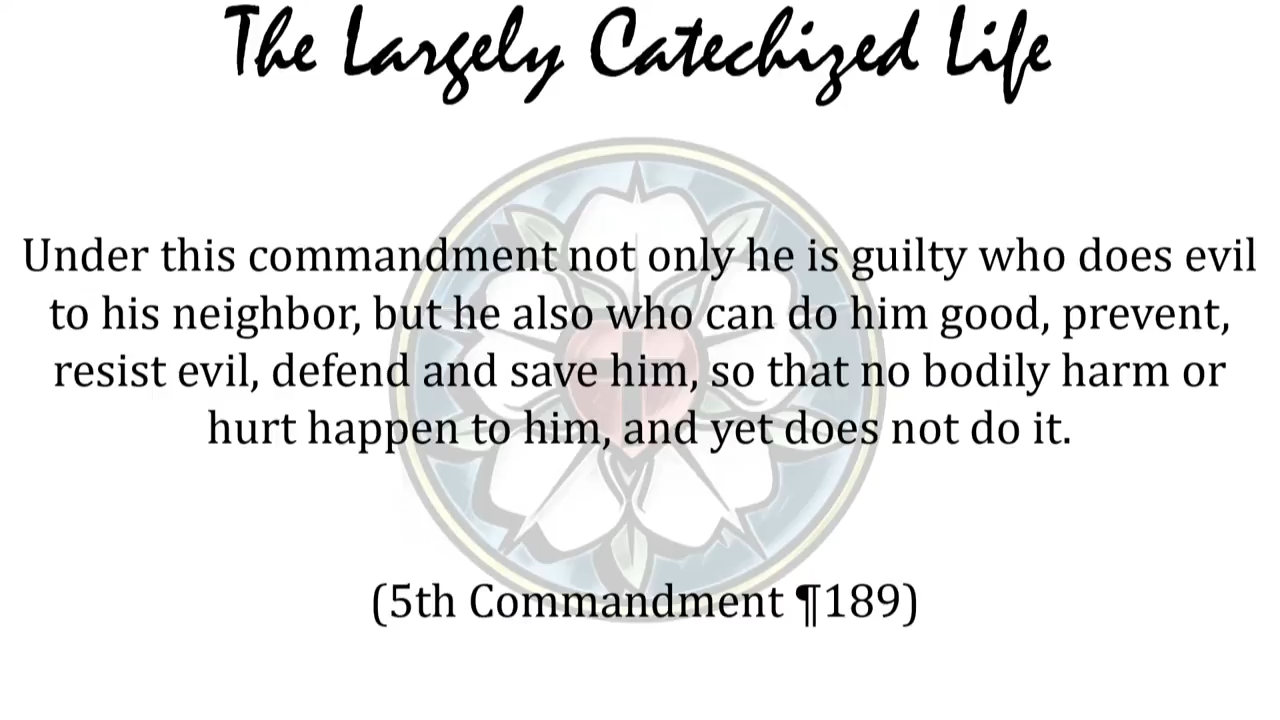 The Largely Catechized Life
Under this commandment not only he is guilty who does evil
to his neighbor, but he also who can do him good, prevent,
resist evil, defend and save him, so that no bodily harm or
hurt happen to him, and yet does not do it.
(5th Commandment ¶189)